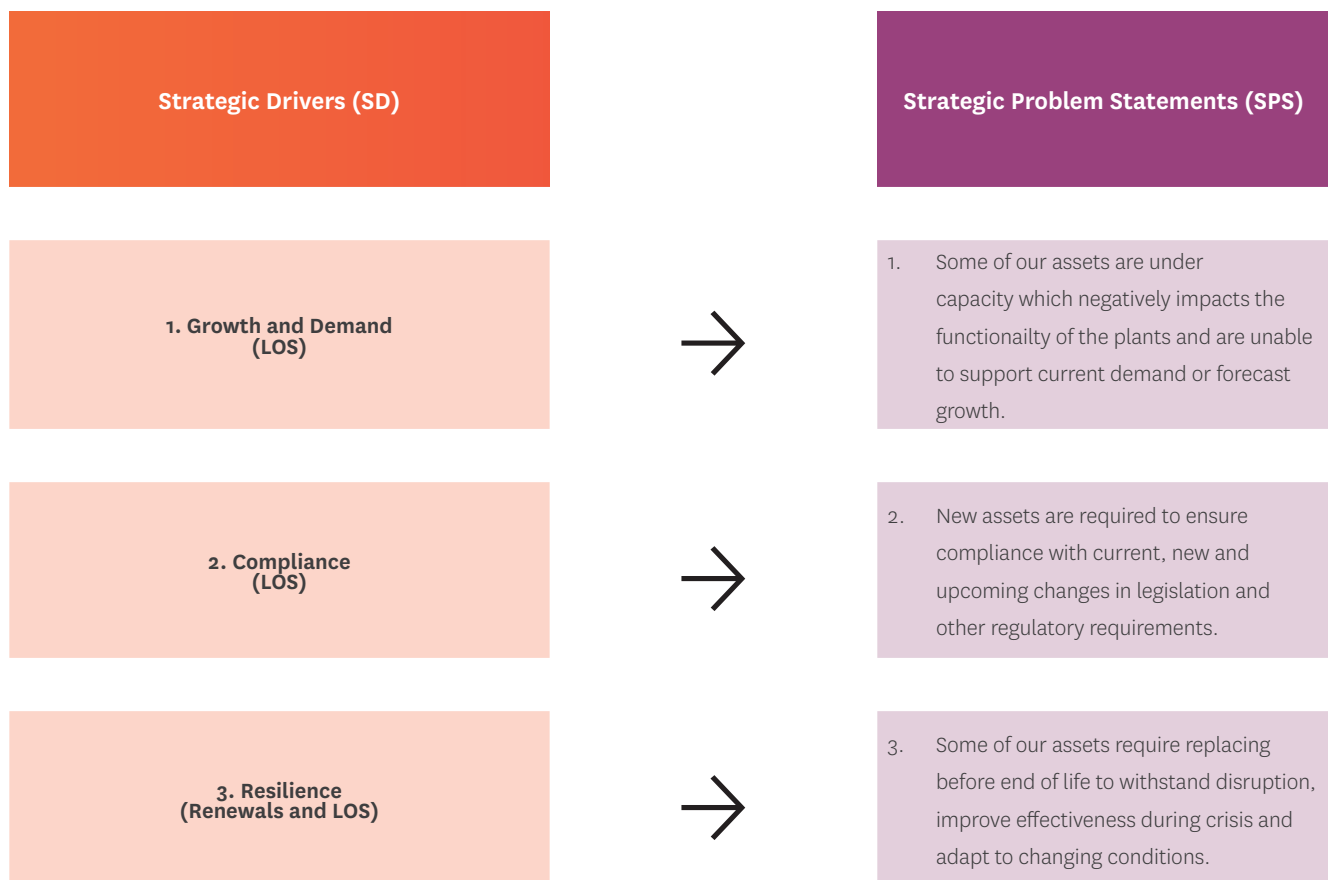 Strategic Drivers (SD)
Strategic Problem Statements (SPS)
1. Growth and Demand
(LOS)
1. Some of our assets are under
capacity which negatively impacts the
functionailty of the plants and are unable
to support current demand or forecast
growth.
2. Compliance
(LOS)
2. New assets are required to ensure
compliance with current, new and
upcoming changes in legislation and
other regulatory requirements.
3. Resilience
(Renewals and LOS)
3. Some of our assets require replacing
before end of life to withstand disruption,
improve effectiveness during crisis and
adapt to changing conditions.